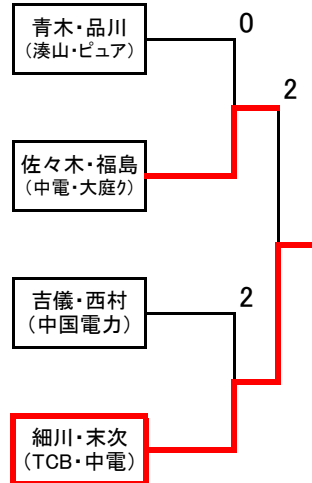 青木・品川
(湊山・ピュア)
0
2
佐々木・福島
(中電・大庭ク)
吉儀・西村
(中国電力)
2
細川・末次
(TCB・中電)